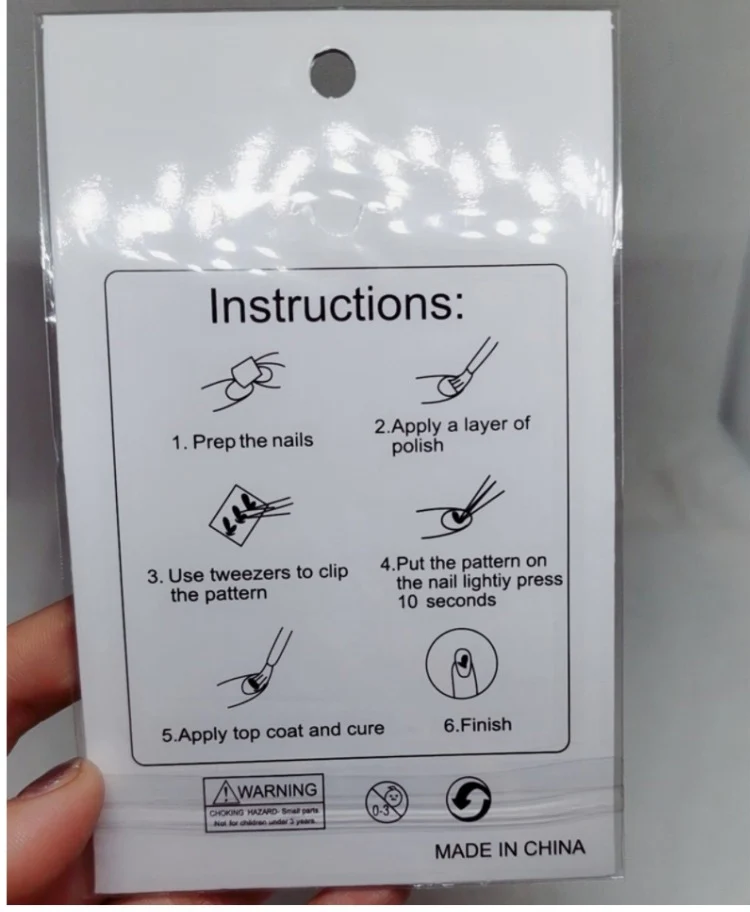 Instructions:
1. Prep the nails
2.Apply a layer of
polish
3. Use tweezers to clip
the pattern
4.Put the pattern on
the nail lightiy press
10 seconds
5.Apply top coat and cure
6.Finish
WARNING
CHOKING HAZARD- Small parts
Not for children under 3 years.
0-3
MADE IN CHINA